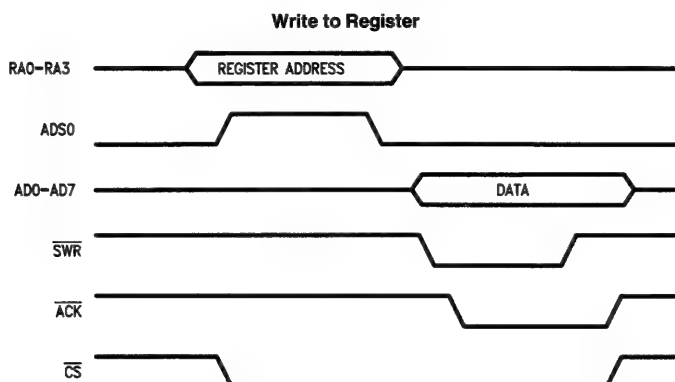 Write to Register
RA0-RA3
REGISTER ADDRESS
ADS0
AD0-AD7
DATA
SWR
ACK
CS